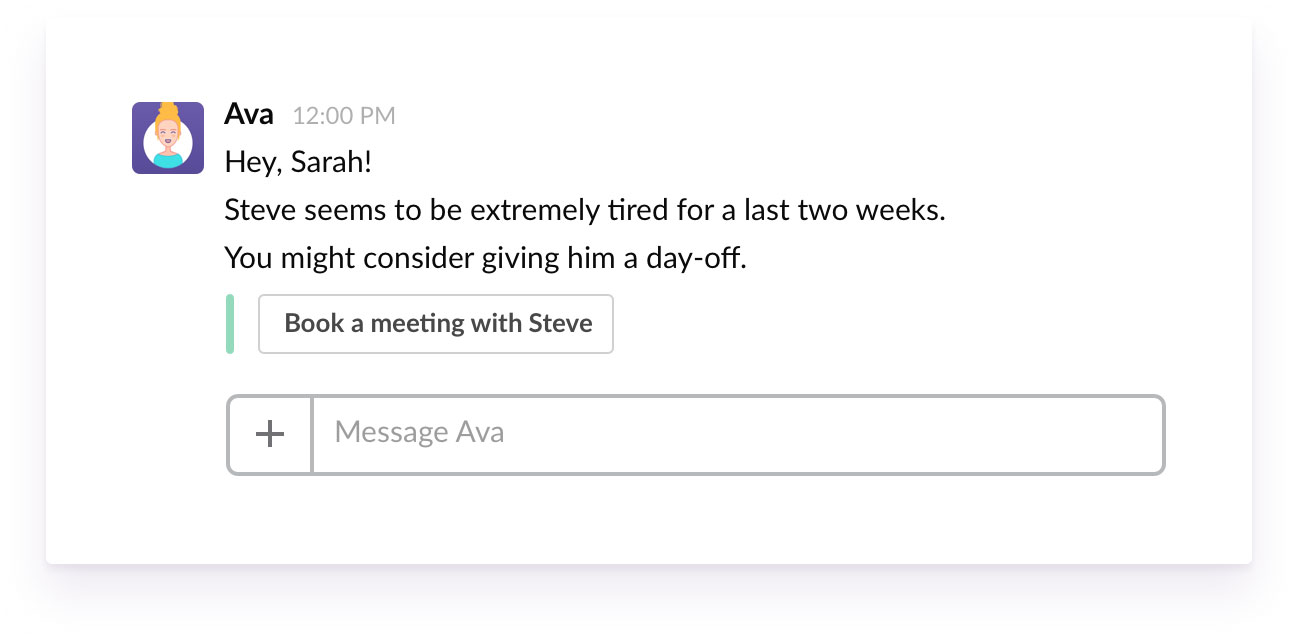 Ava 12:00 PM
Hey, Sarah!
Steve seems to be extremely tired for a last two weeks.
You might consider giving him a day-off.
Book a meeting with Steve
+ Message Ava